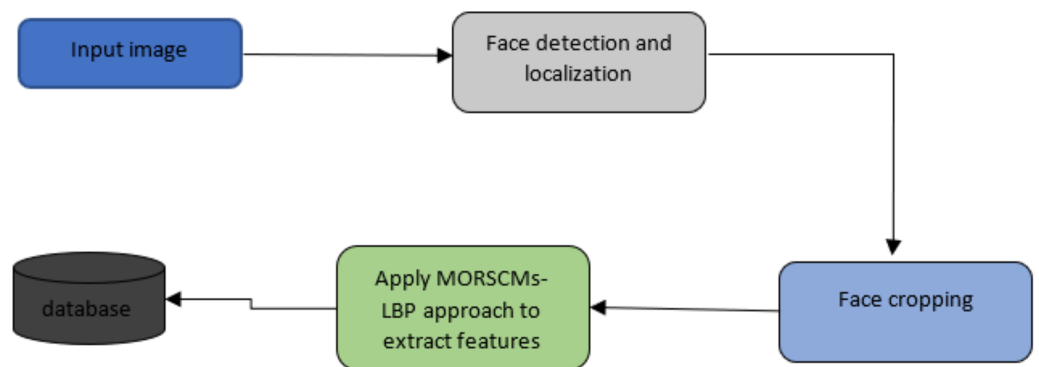 Input image
Face detection and
localization
Face cropping
Apply MORSCMs-
LBP approach to
extract features
database